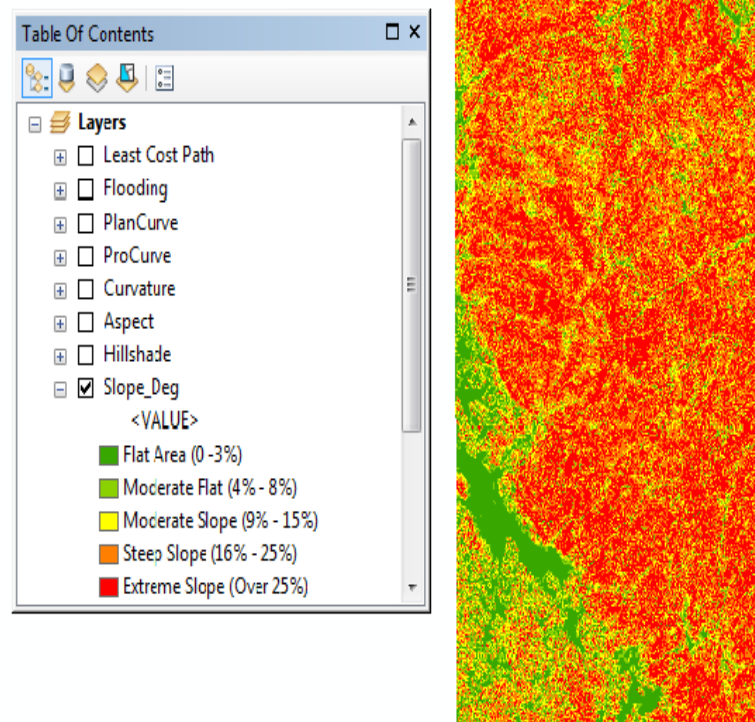 Table Of Contents
Layers
Least Cost Path
Flooding
PlanCurve
ProCurve
Curvature
Aspect
Hillshade
Slope_Deg
<VALUE>
Flat Area (0 -3%)
Moderate Flat (4% - 8%)
Moderate Slope (9% - 15%)
Steep Slope (16% - 25%)
Extreme Slope (Over 25%)